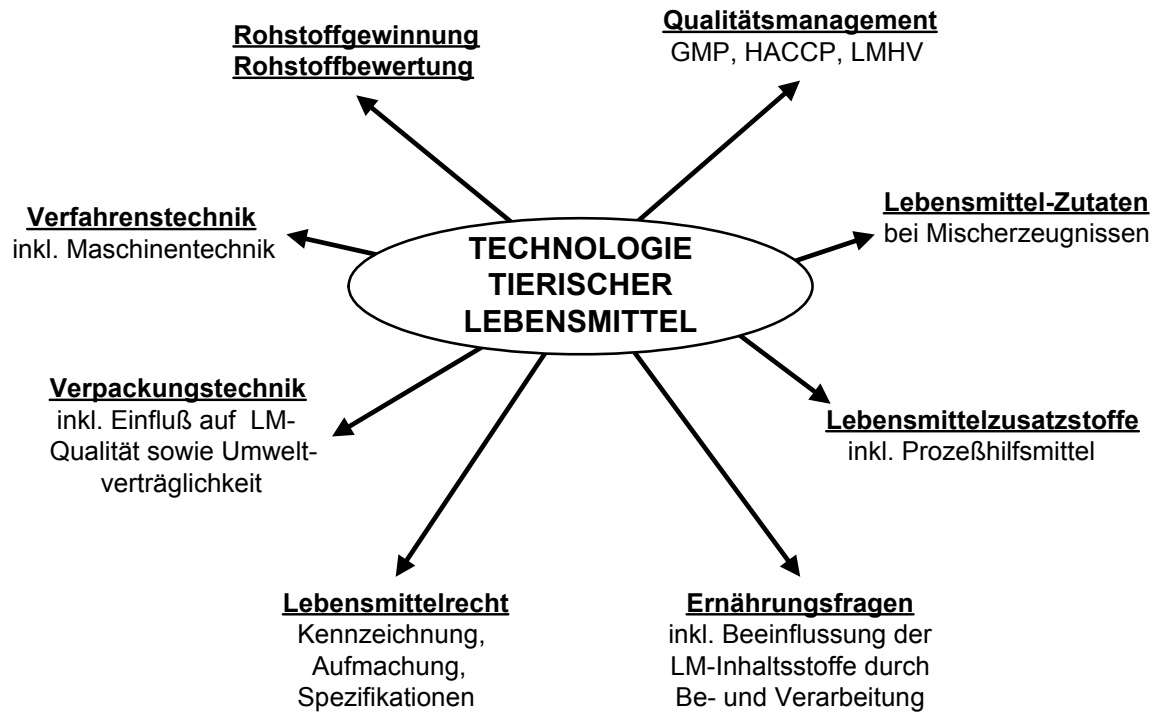 Rohstoffgewinnung
Rohstoffbewertung
Qualitätsmanagement
GMP, HACCP, LMHV
Verfahrenstechnik
inkl. Maschinentechnik
TECHNOLOGIE
TIERISCHER
LEBENSMITTEL
Lebensmittel-Zutaten
bei Mischerzeugnissen
Verpackungstechnik
inkl. Einfluß auf LM-
Qualität sowie Umwelt-
verträglichkeit
Lebensmittelzusatzstoffe
inkl. Prozeßhilfsmittel
Lebensmittelrecht
Kennzeichnung,
Aufmachung,
Spezifikationen
Ernährungsfragen
inkl. Beeinflussung der
LM-Inhaltsstoffe durch
Be- und Verarbeitung